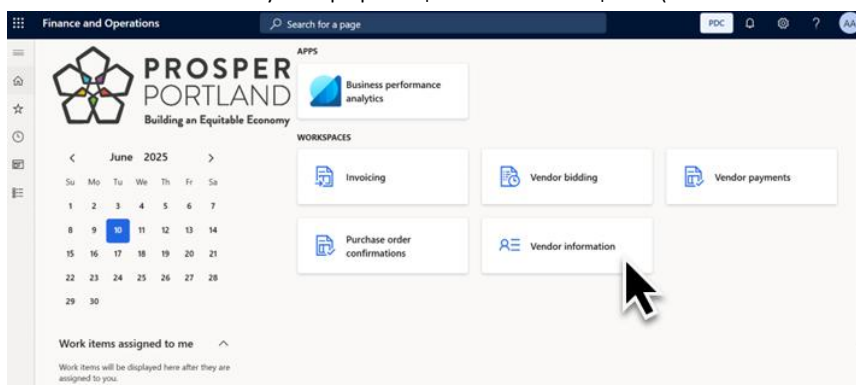 Finance and Operations
Search for a page
PDC
?
AA
PROSPER
PORTLAND
Building an Equitable Economy
APPS
Business performance
analytics
WORKSPACES
Invoicing
Vendor bidding
Vendor payments
Purchase order
confirmations
Vendor information
June 2025
Su Mo Tu We Th Fr Sa
1 2 3 4 5 6 7
8 9 10 11 12 13 14
15 16 17 18 19 20 21
22 23 24 25 26 27 28
29 30
Work items assigned to me
Work items will be displayed here after they are
assigned to you.